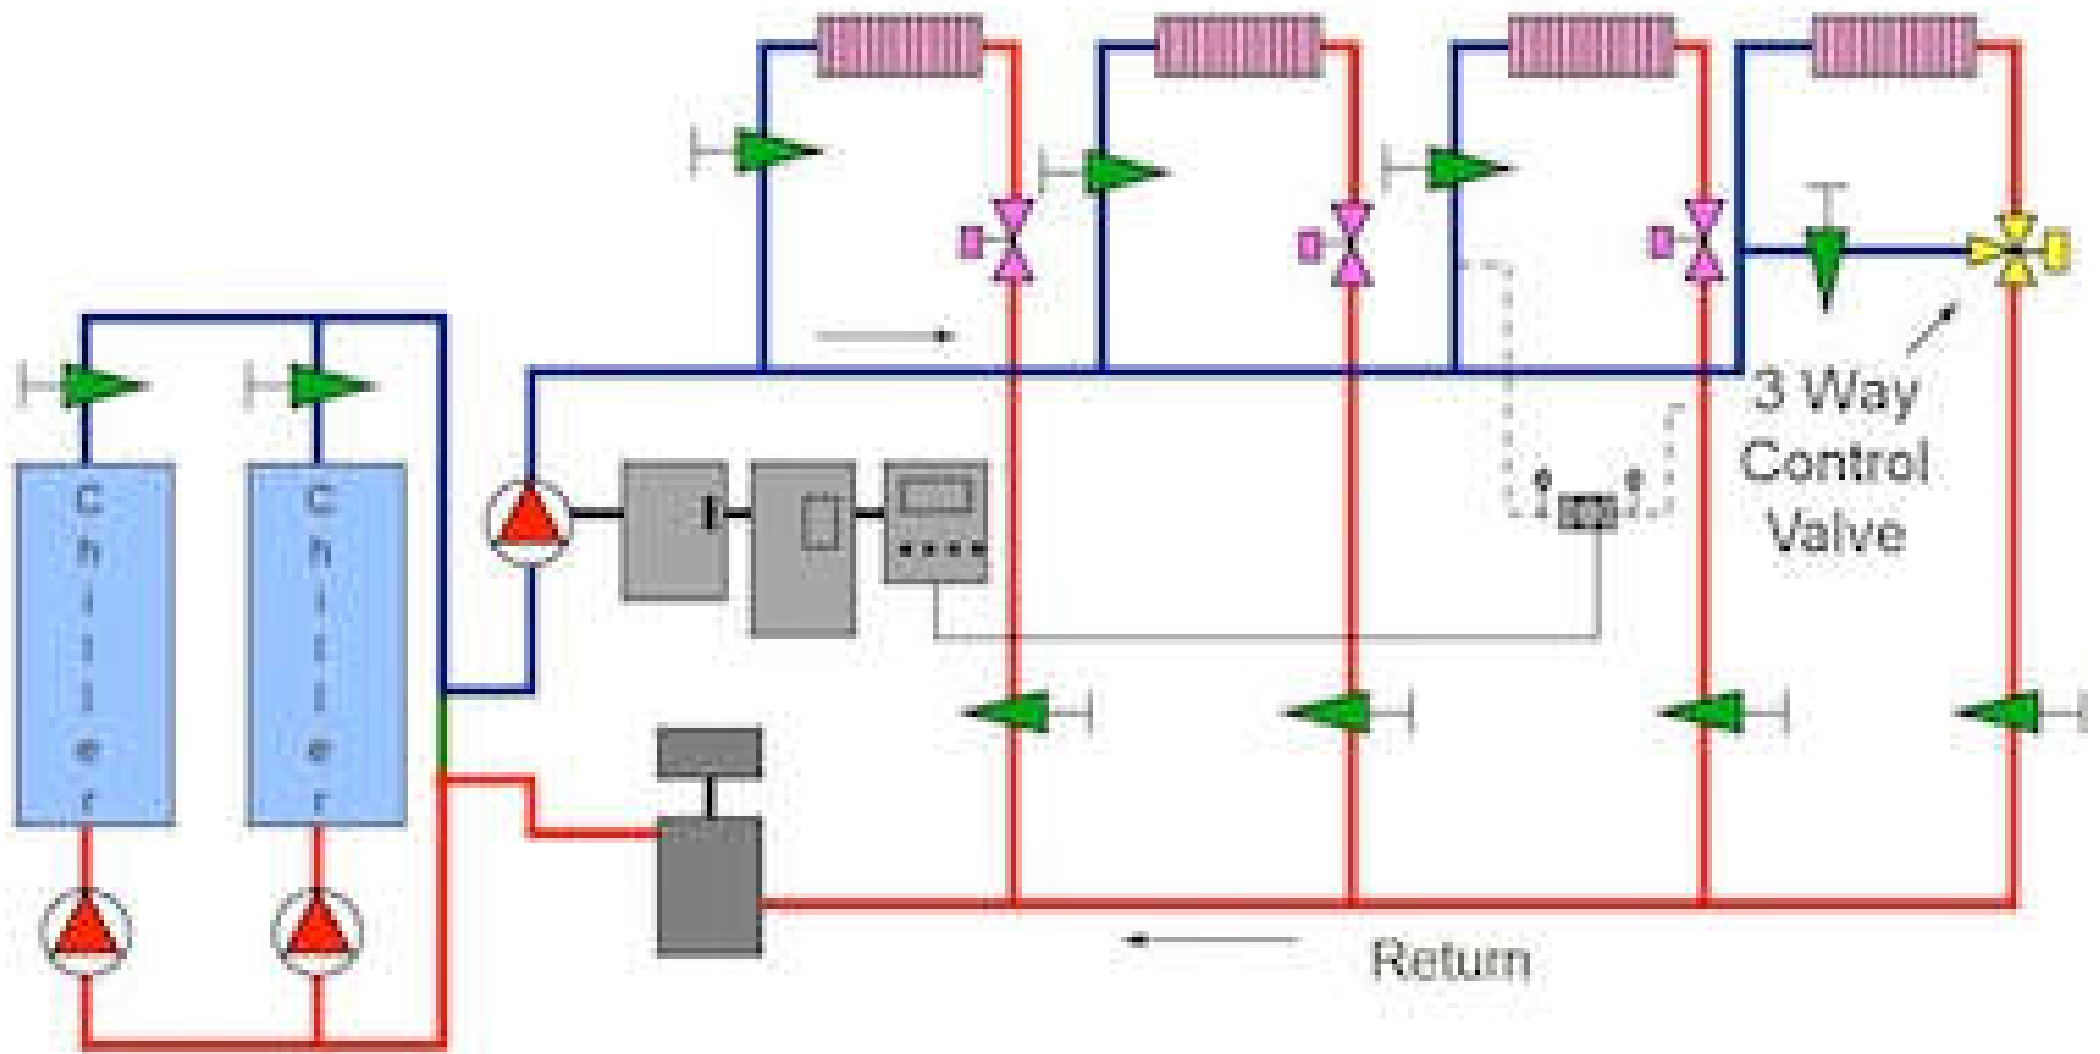 Chiller
Chiller
3 Way
Control
Valve
Return